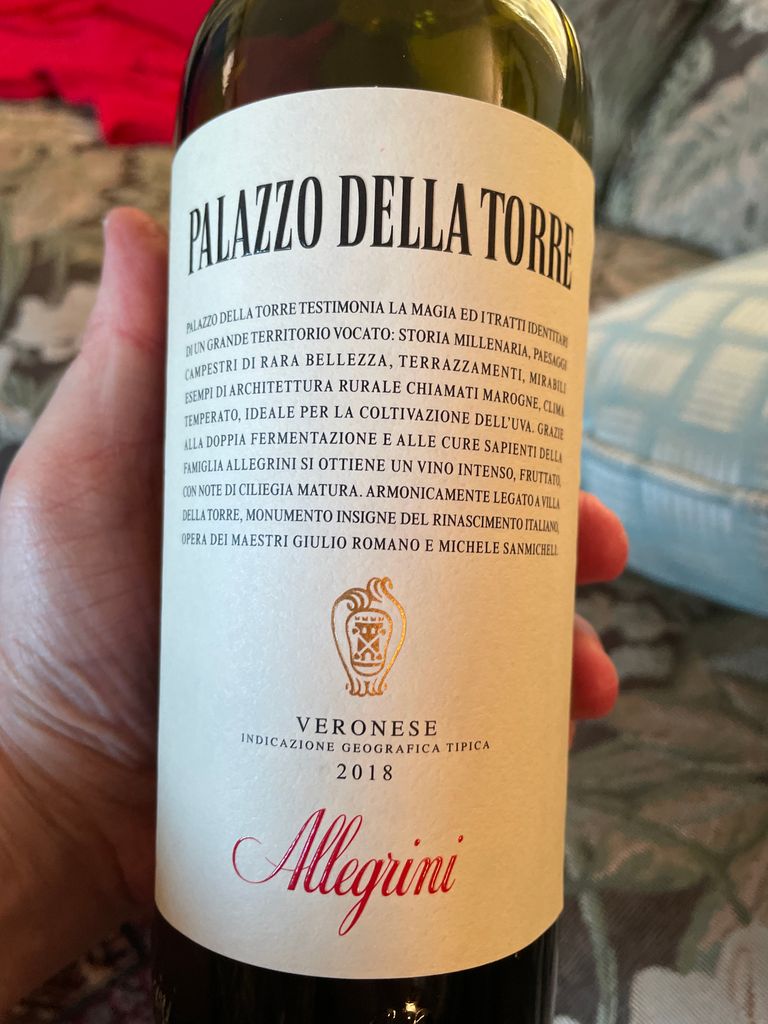 PALAZZO DELLA TORRE
PALAZZO DELLA TORRE TESTIMONIA LA MAGIA ED I TRATTI IDENTITARI
DI UN GRANDE TERRITORIO VOCATO: STORIA MILLENARIA, PAESAGGI
CAMPESTRI DI RARA BELLEZZA, TERRAZZAMENTI, MIRABILI
ESEMPI DI ARCHITETTURA RURALE CHIAMATI MAROGNE, CLIMA
TEMPERATO, IDEALE PER LA COLTIVAZIONE DELL'UVA. GRAZIE
ALLA DOPPIA FERMENTAZIONE E ALLE CURE SAPIENTI DELLA
FAMIGLIA ALLEGRINI SI OTTIENE UN VINO INTENSO, FRUTTATO,
CON NOTE DI CILIEGIA MATURA. ARMONICAMENTE LEGATO A VILLA
DELLA TORRE, MONUMENTO INSIGNE DEL RINASCIMENTO ITALIANO,
OPERA DEI MAESTRI GIULIO ROMANO E MICHELE SANMICHELI.
VERONESE
INDICAZIONE GEOGRAFICA TIPICA
2018
Allegrini